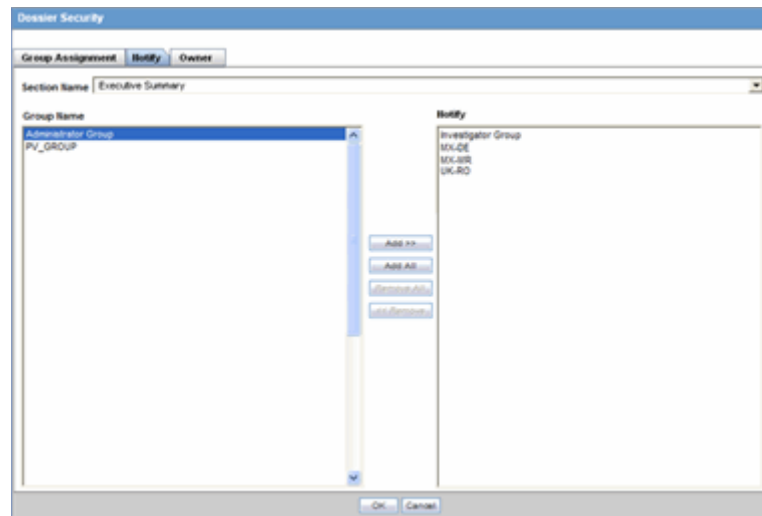 Dossier Security
Group Assignment Notify Owner
Section Name Executive Summary
Group Name
Notify
Administrator Group
PV_GROUP
Investigator Group
MX-DE
MX-MR
UK-RO
Add >>
Add All
Remove All
<< Remove
OK Cancel